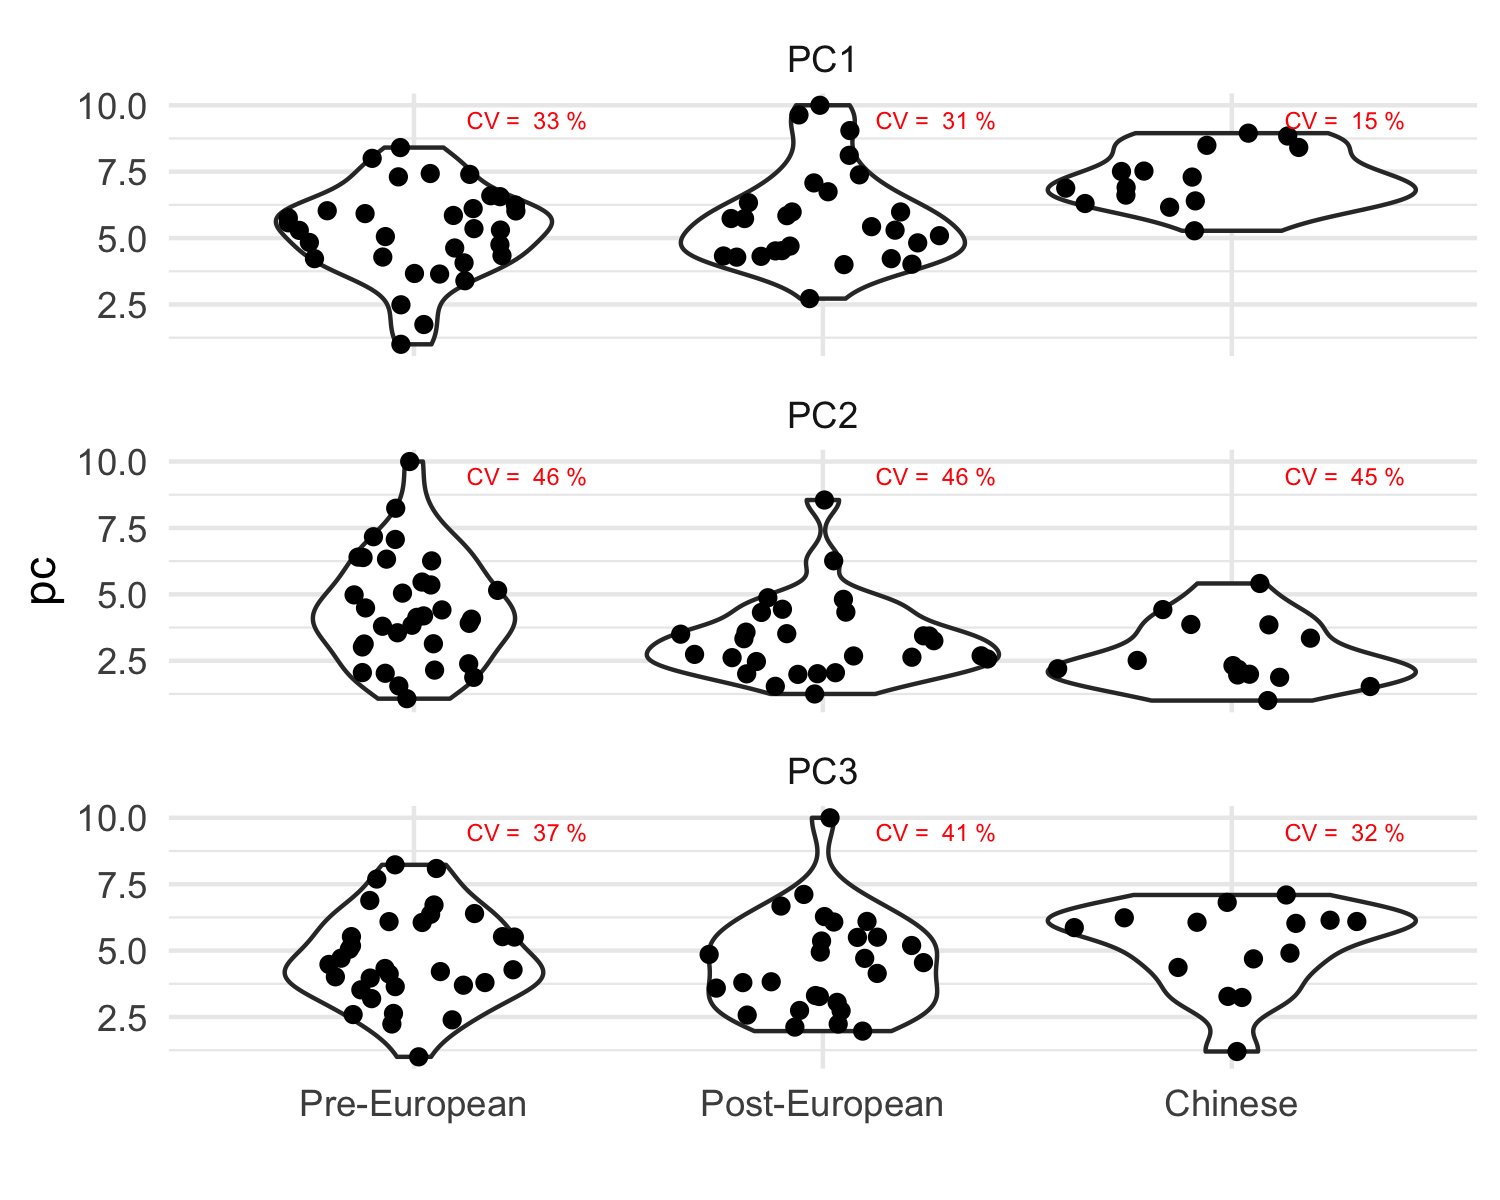 PC1
10.0
7.5
5.0
2.5
CV = 33 %
CV = 31 %
CV = 15 %
PC2
10.0
7.5
5.0
2.5
CV = 46 %
CV = 46 %
CV = 45 %
pc
PC3
10.0
7.5
5.0
2.5
CV = 37 %
CV = 41 %
CV = 32 %
Pre-European
Post-European
Chinese